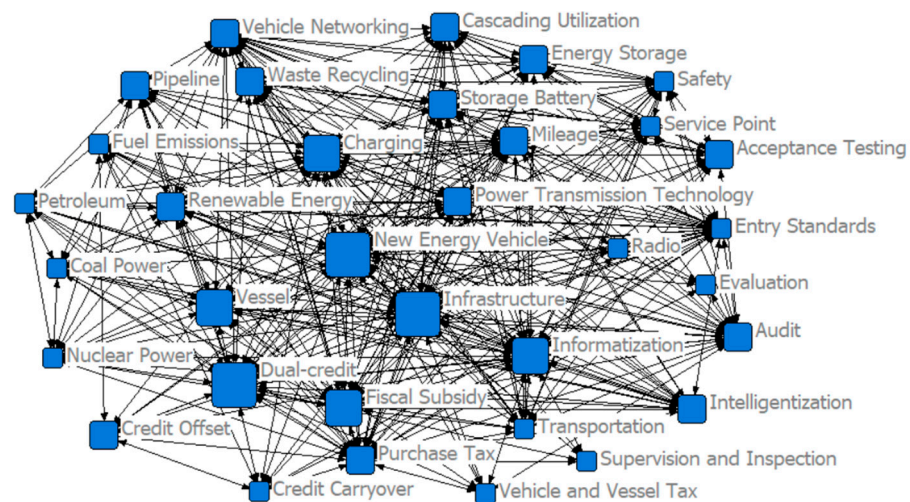 Vehicle Networking
Cascading Utilization
Energy Storage
Pipeline
Waste Recycling
Safety
Storage Battery
Service Point
Fuel Emissions
Charging
Mileage
Acceptance Testing
Petroleum
Renewable Energy
Power Transmission Technology
New Energy Vehicle
Radio
Entry Standards
Coal Power
Evaluation
Vessel
Infrastructure
Audit
Nuclear Power
Informatization
Dual-credit
Fiscal Subsidy
Intelligentization
Credit Offset
Transportation
Purchase Tax
Supervision and Inspection
Credit Carryover
Vehicle and Vessel Tax